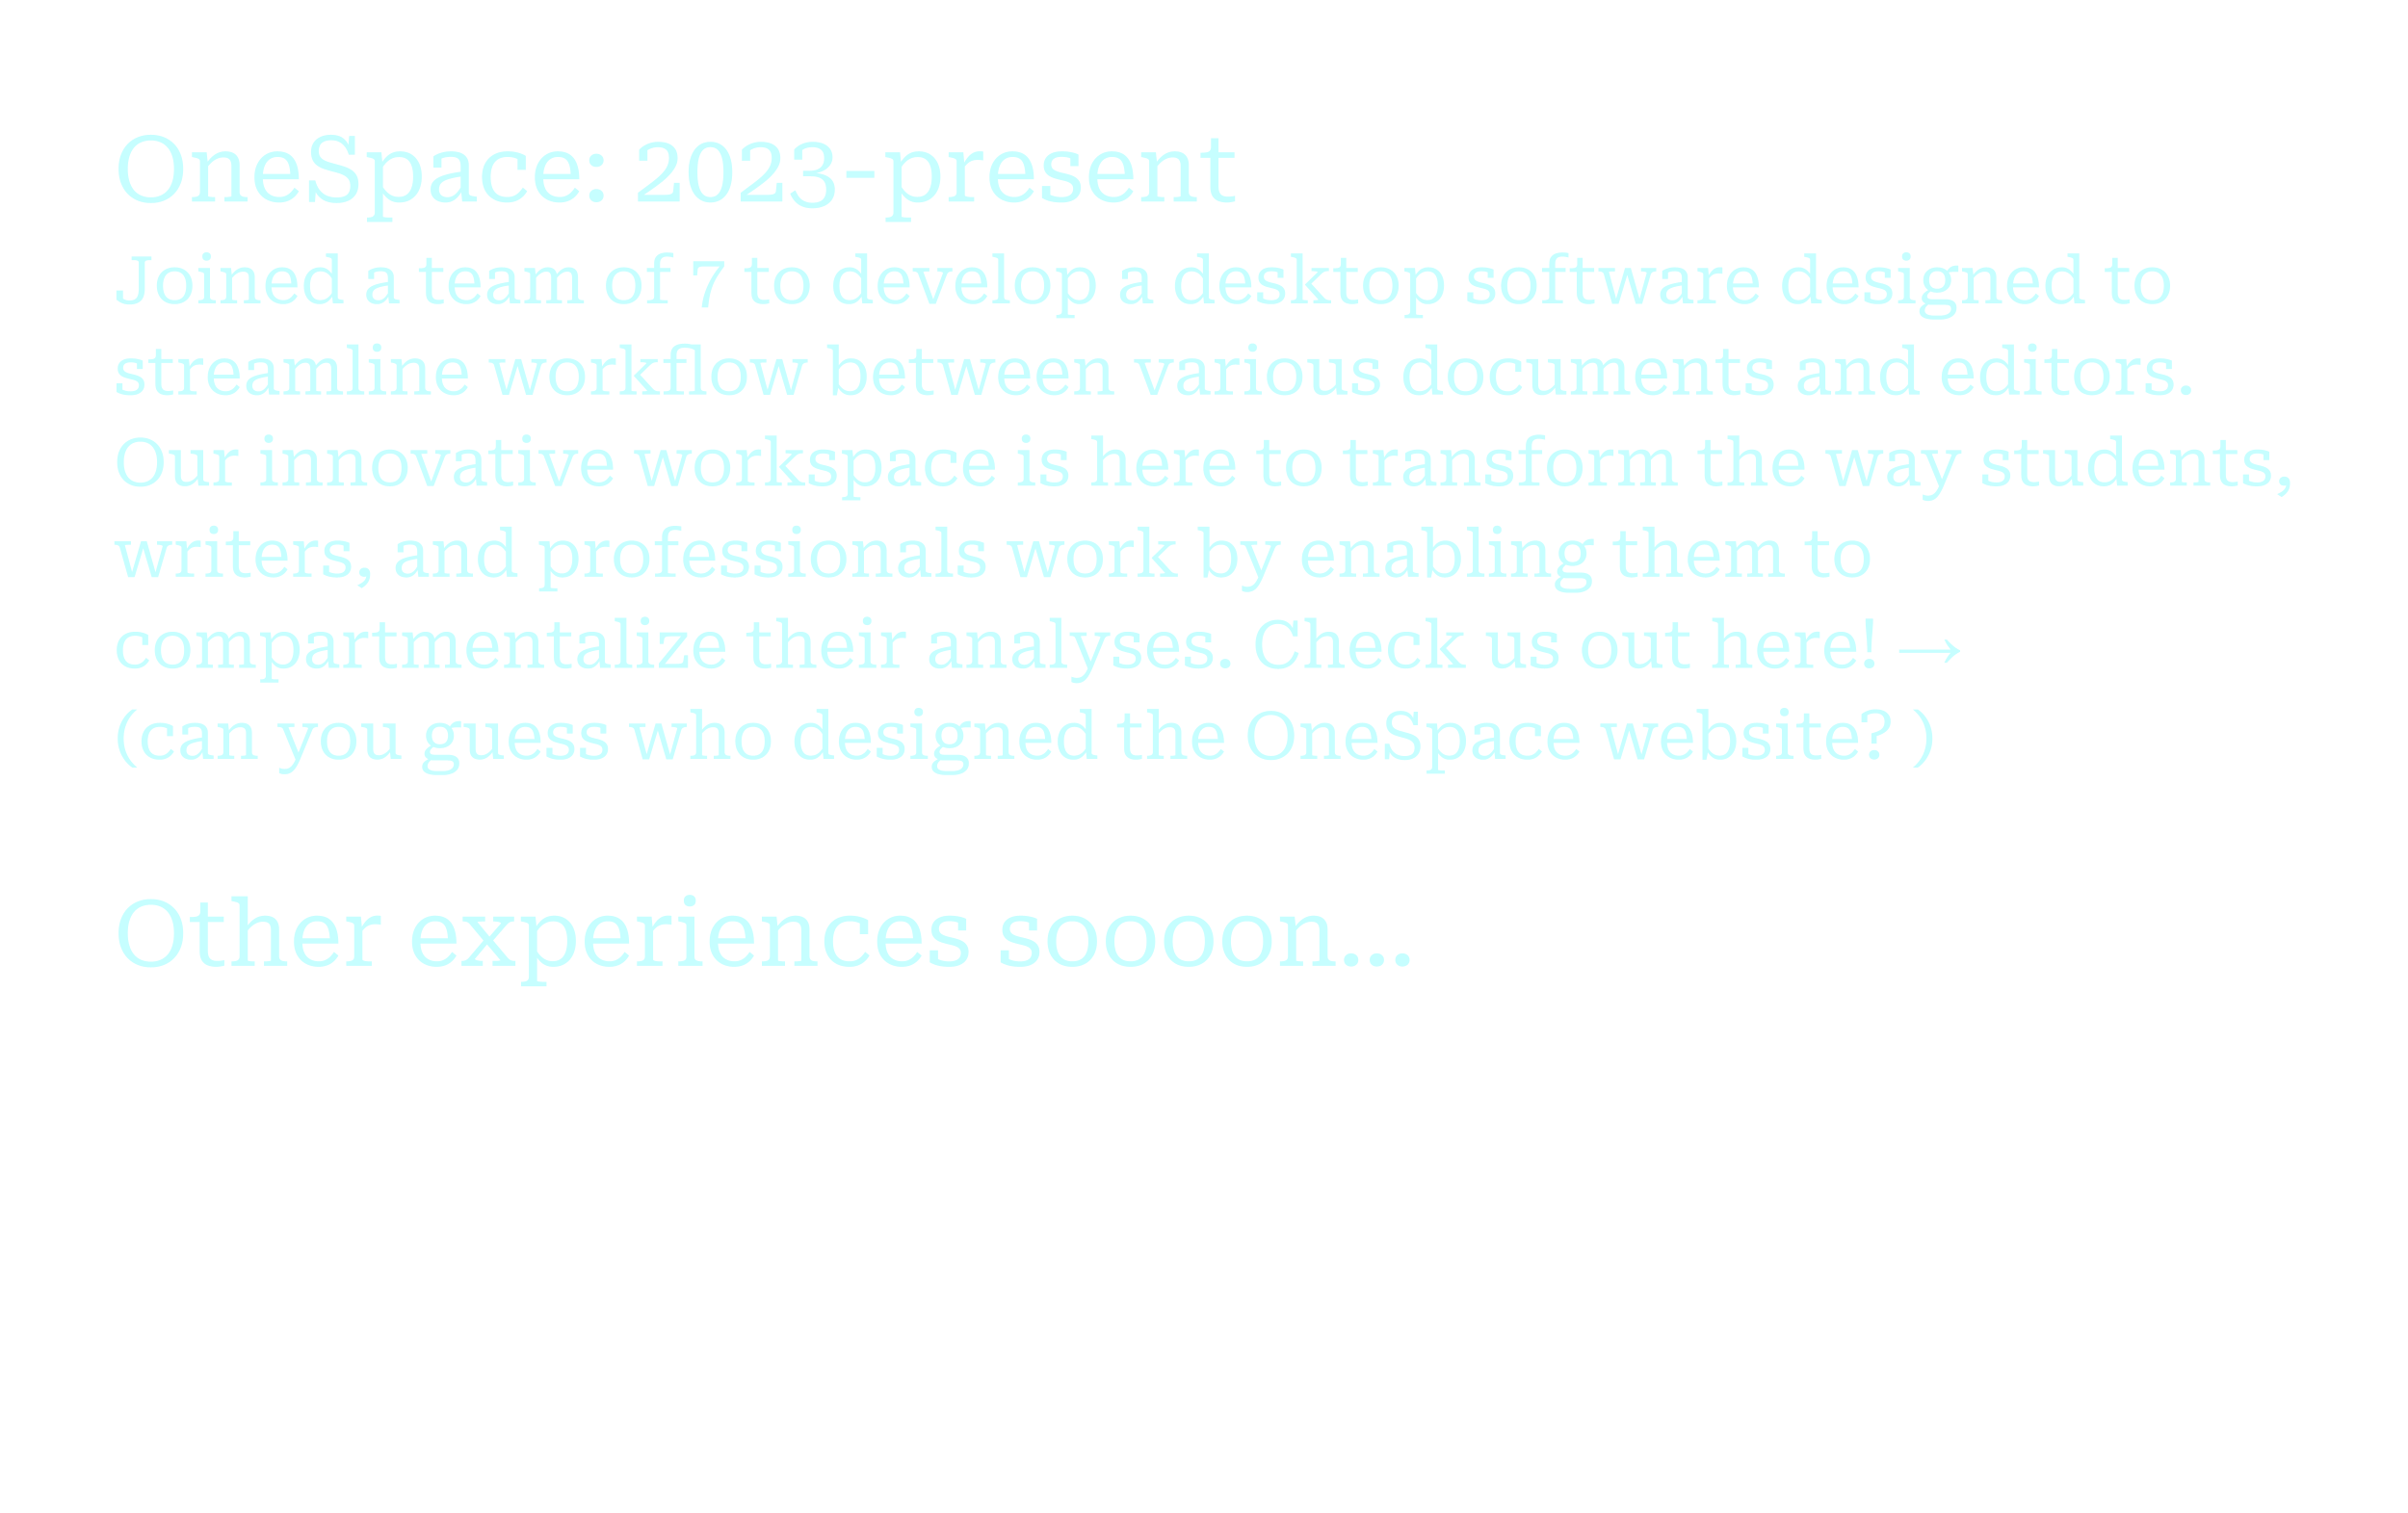 OneSpace: 2023-present
Joined a team of 7 to develop a desktop software designed to
streamline workflow between various documents and editors.
Our innovative workspace is here to transform the way students,
writers, and professionals work by enabling them to
compartmentalize their analyses. Check us out here! →
(can you guess who designed the OneSpace website? )
Other experiences soooon...